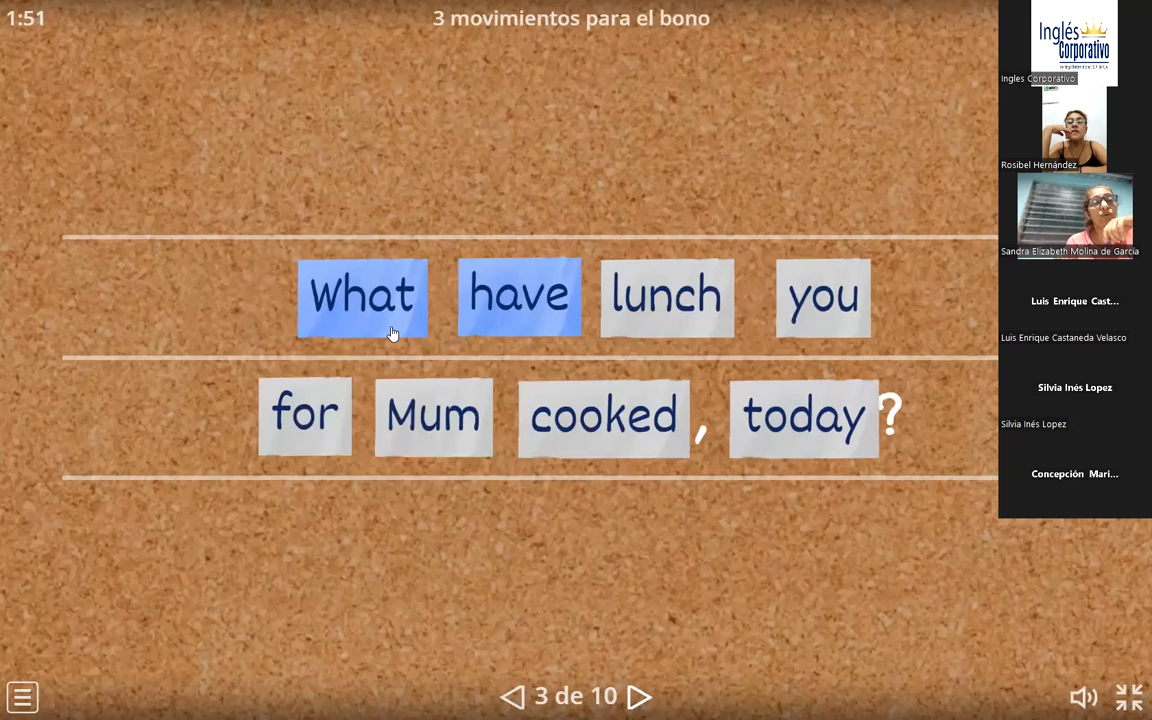 1:51
3 movimientos para el bono
What have lunch you
for Mum cooked, today?
3 de 10
Inglés
Corporativo
Ingles Corporativo
Rosibel Hernández
Sandra Elizabeth Molina de García
Luis Enrique Cast...
Luis Enrique Castaneda Velasco
Silvia Inés Lopez
Silvia Inés Lopez
Concepción Mari...